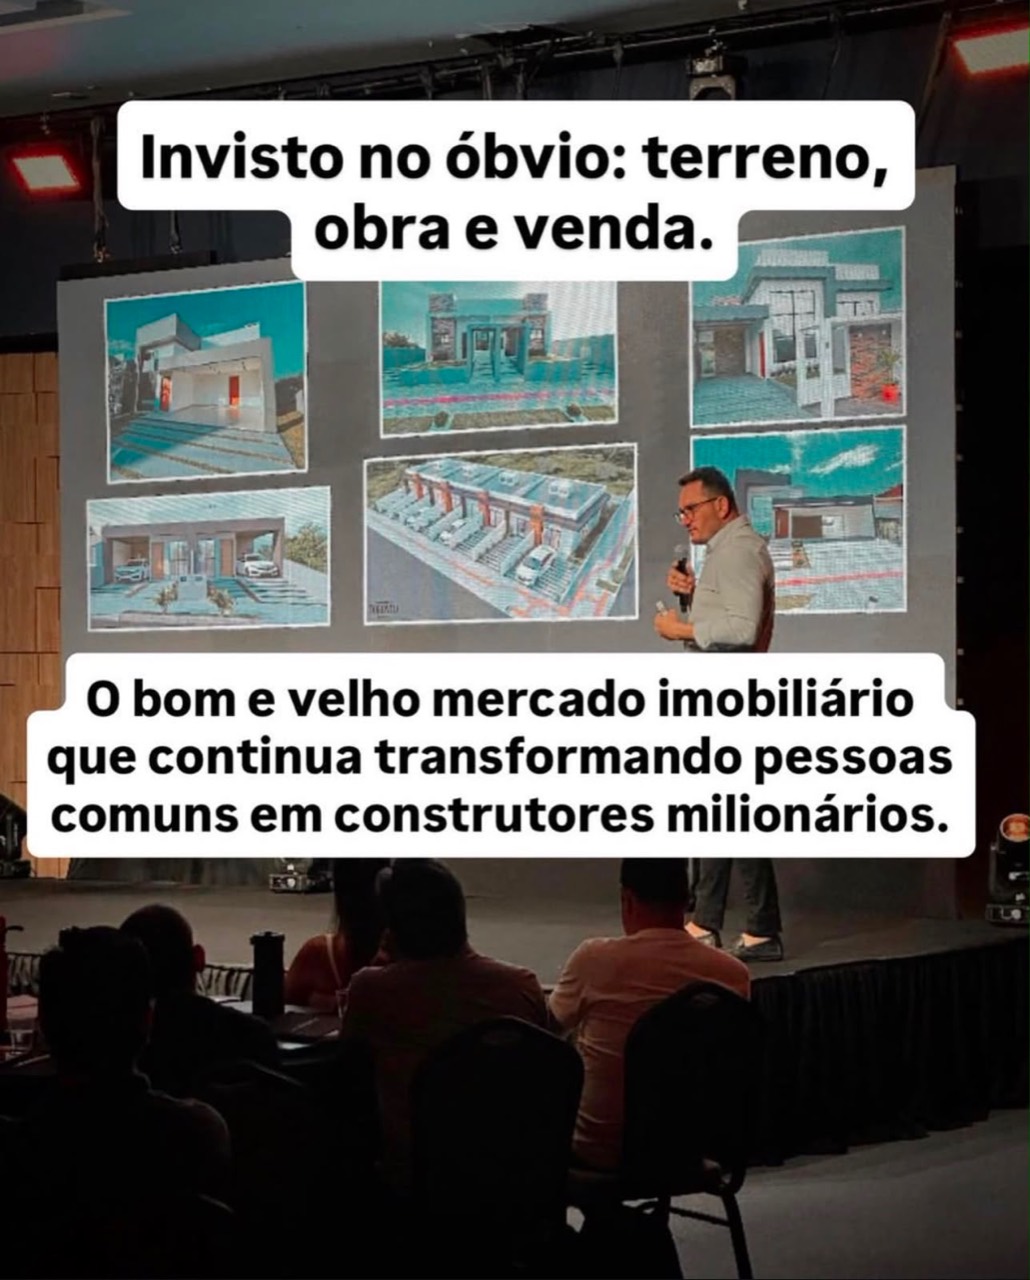 Invisto no óbvio: terreno,
obra e venda.
O bom e velho mercado imobiliário
que continua transformando pessoas
comuns em construtores milionários.